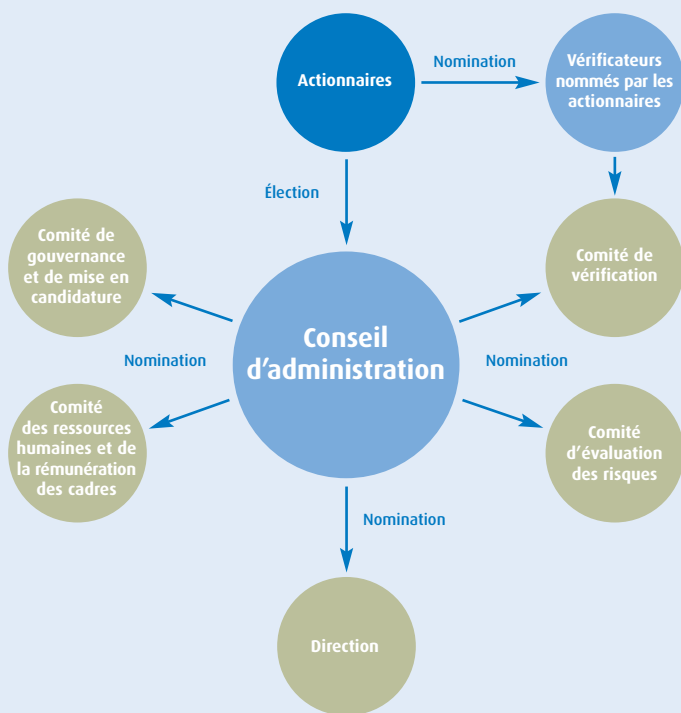 Actionnaires
Nomination
Vérificateurs
nommés par les
actionnaires
Élection
Comité de
gouvernance
et de mise en
candidature
Comité de
vérification
Conseil
d'administration
Nomination
Nomination
Comité
des ressources
humaines et de
la rémunération
des cadres
Comité
d'évaluation
des risques
Nomination
Direction